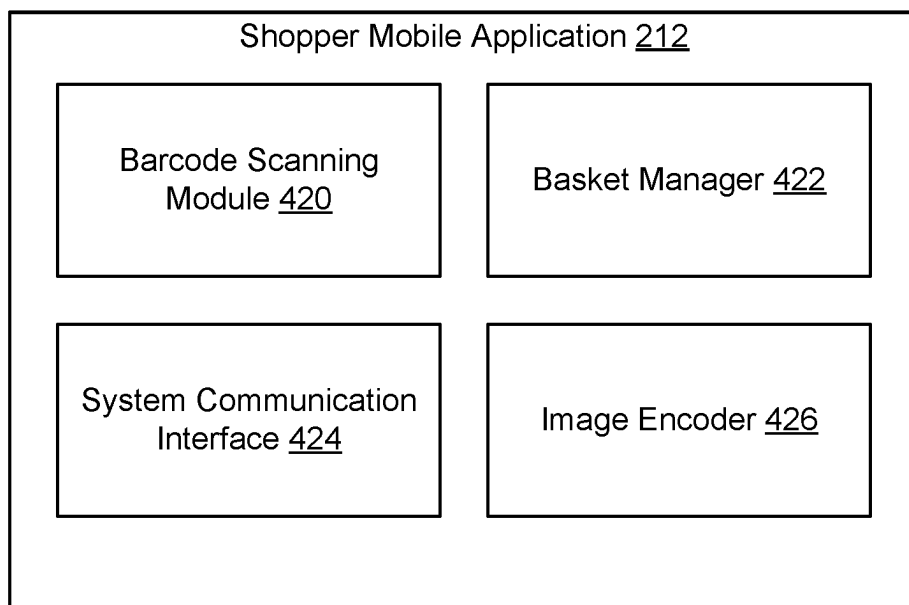 Shopper Mobile Application 212
Barcode Scanning
Module 420
Basket Manager 422
System Communication
Interface 424
Image Encoder 426